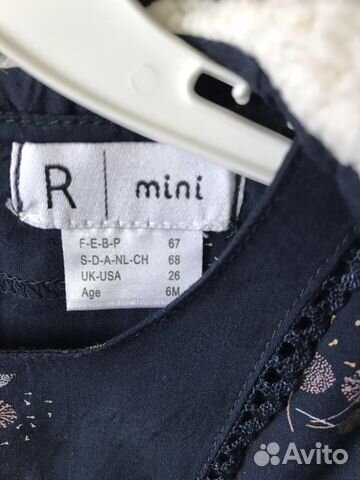 R | mini
F-E-B-P 67
S-D-A-NL-CH 68
UK-USA 26
Age 6M
Avito